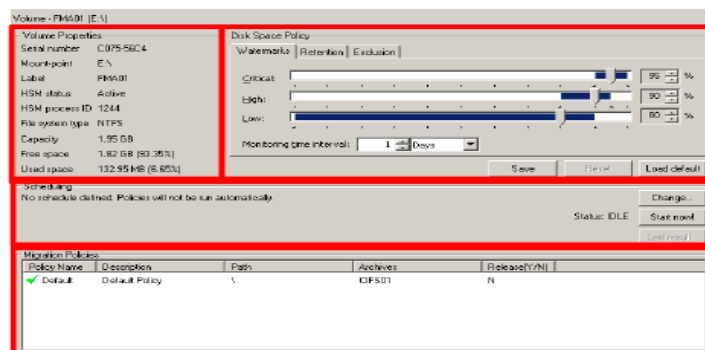 Volume - FMA01 (E:\)
Volume Properties
Serial number C075-56C4
Mount-point E:\
Label FMA01
HSM status Active
HSM process ID 1244
File system type NTFS
Capacity 1.95 GB
Free space 1.82 GB (93.35%)
Used space 132.95 MB (6.65%)
Disk Space Policy
Watermarks Retention Exclusion
Critical: 95 %
High: 90 %
Low: 80 %
Monitoring time interval: 1 Days
Save Reset Load default
Scheduling
No schedule defined. Policies will not be run automatically.
Change...
Status: IDLE Start now!
Last result...
Migration Policies
Policy Name Description Path Archives Release(Y/N)
Default Default Policy \ CIFS01 N